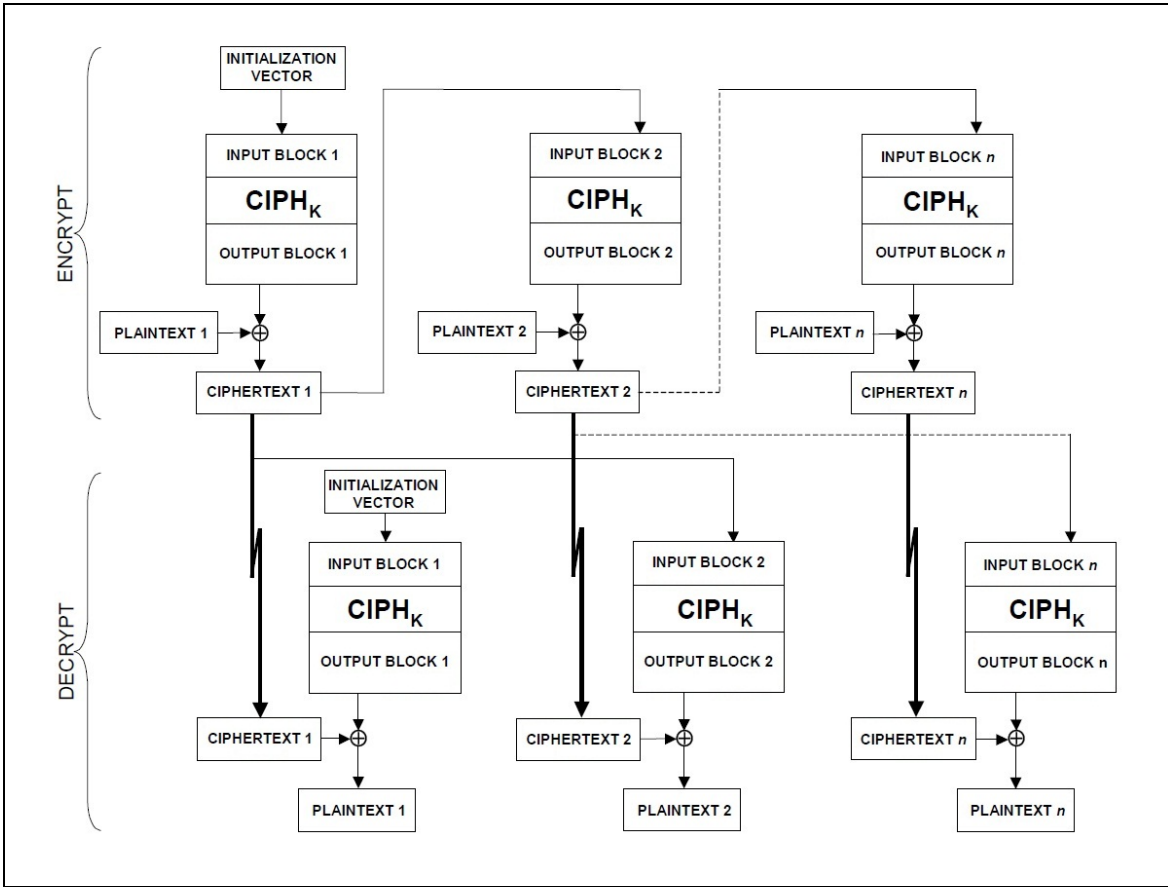 ENCRYPT
INITIALIZATION
VECTOR
INPUT BLOCK 1
CIPHK
OUTPUT BLOCK 1
PLAINTEXT 1
CIPHERTEXT 1
INPUT BLOCK 2
CIPHK
OUTPUT BLOCK 2
PLAINTEXT 2
CIPHERTEXT 2
INPUT BLOCK n
CIPHK
OUTPUT BLOCK n
PLAINTEXT n
CIPHERTEXT n
DECRYPT
INITIALIZATION
VECTOR
INPUT BLOCK 1
CIPHK
OUTPUT BLOCK 1
CIPHERTEXT 1
PLAINTEXT 1
INPUT BLOCK 2
CIPHK
OUTPUT BLOCK 2
CIPHERTEXT 2
PLAINTEXT 2
INPUT BLOCK n
CIPHK
OUTPUT BLOCK n
CIPHERTEXT n
PLAINTEXT n